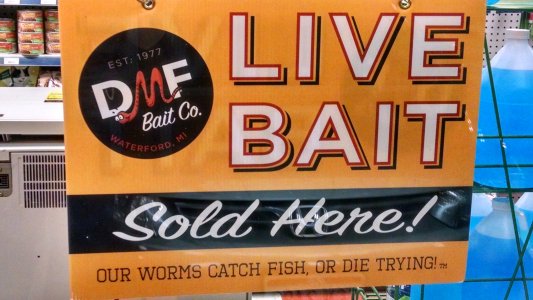 EST: 1977
DMF
Bait Co.
WATERFORD, MI
LIVE
BAIT
Sold Here!
OUR WORMS CATCH FISH, OR DIE TRYING!™